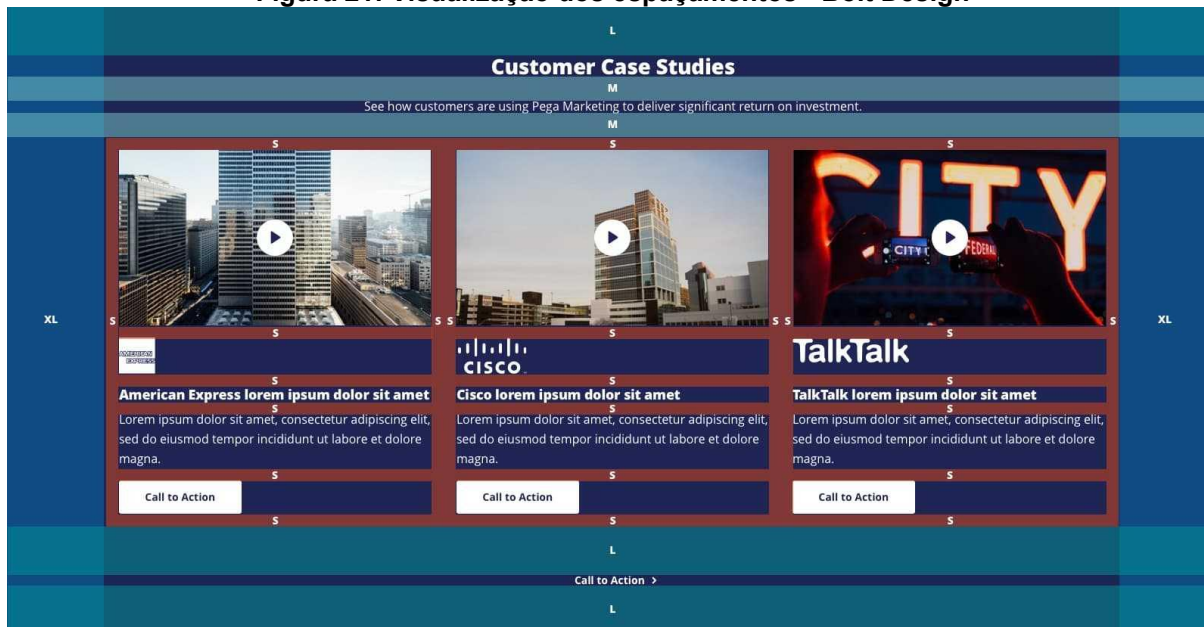 Figura 21: Visualização dos espaçamentos - Bolt Design
L
Customer Case Studies
M
See how customers are using Pega Marketing to deliver significant return on investment.
M
S S S
CITY
CITY FEDERAL
XL S S S S S S XL
S S S
AMERICAN EXPRESS
CISCO
TalkTalk
S S S
American Express lorem ipsum dolor sit amet
S
Lorem ipsum dolor sit amet, consectetur adipiscing elit,
sed do eiusmod tempor incididunt ut labore et dolore
magna.
S
Call to Action
S
Cisco lorem ipsum dolor sit amet
S
Lorem ipsum dolor sit amet, consectetur adipiscing elit,
sed do eiusmod tempor incididunt ut labore et dolore
magna.
S
Call to Action
S
TalkTalk lorem ipsum dolor sit amet
S
Lorem ipsum dolor sit amet, consectetur adipiscing elit,
sed do eiusmod tempor incididunt ut labore et dolore
magna.
S
Call to Action
S
L
Call to Action >
L